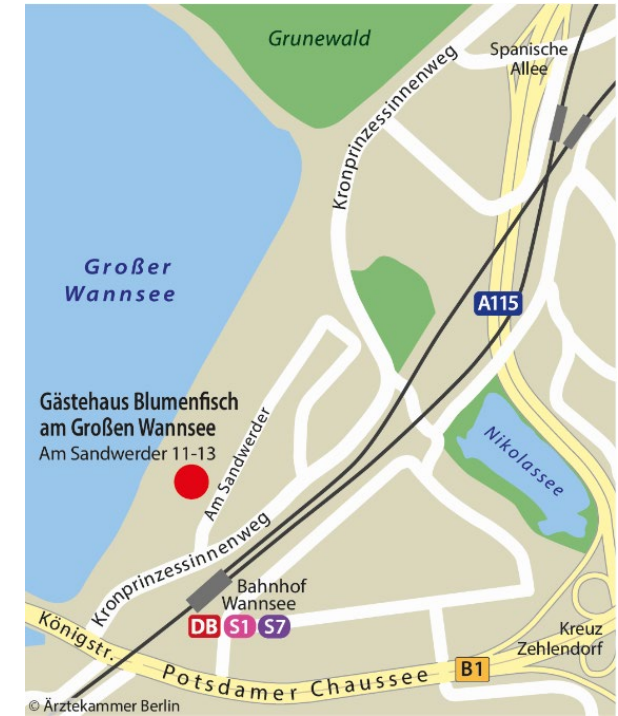 Grunewald
Spanische
Allee
Kronprinzessinnenweg
Großer
Wannsee
A115
Gästehaus Blumenfisch
am Großen Wannsee
Am Sandwerder 11-13
Am Sandwerder
Nikolassee
Kronprinzessinnenweg
Bahnhof
Wannsee
DB S1 S7
Königstr.
Potsdamer Chaussee
B1
Kreuz
Zehlendorf
© Ärztekammer Berlin